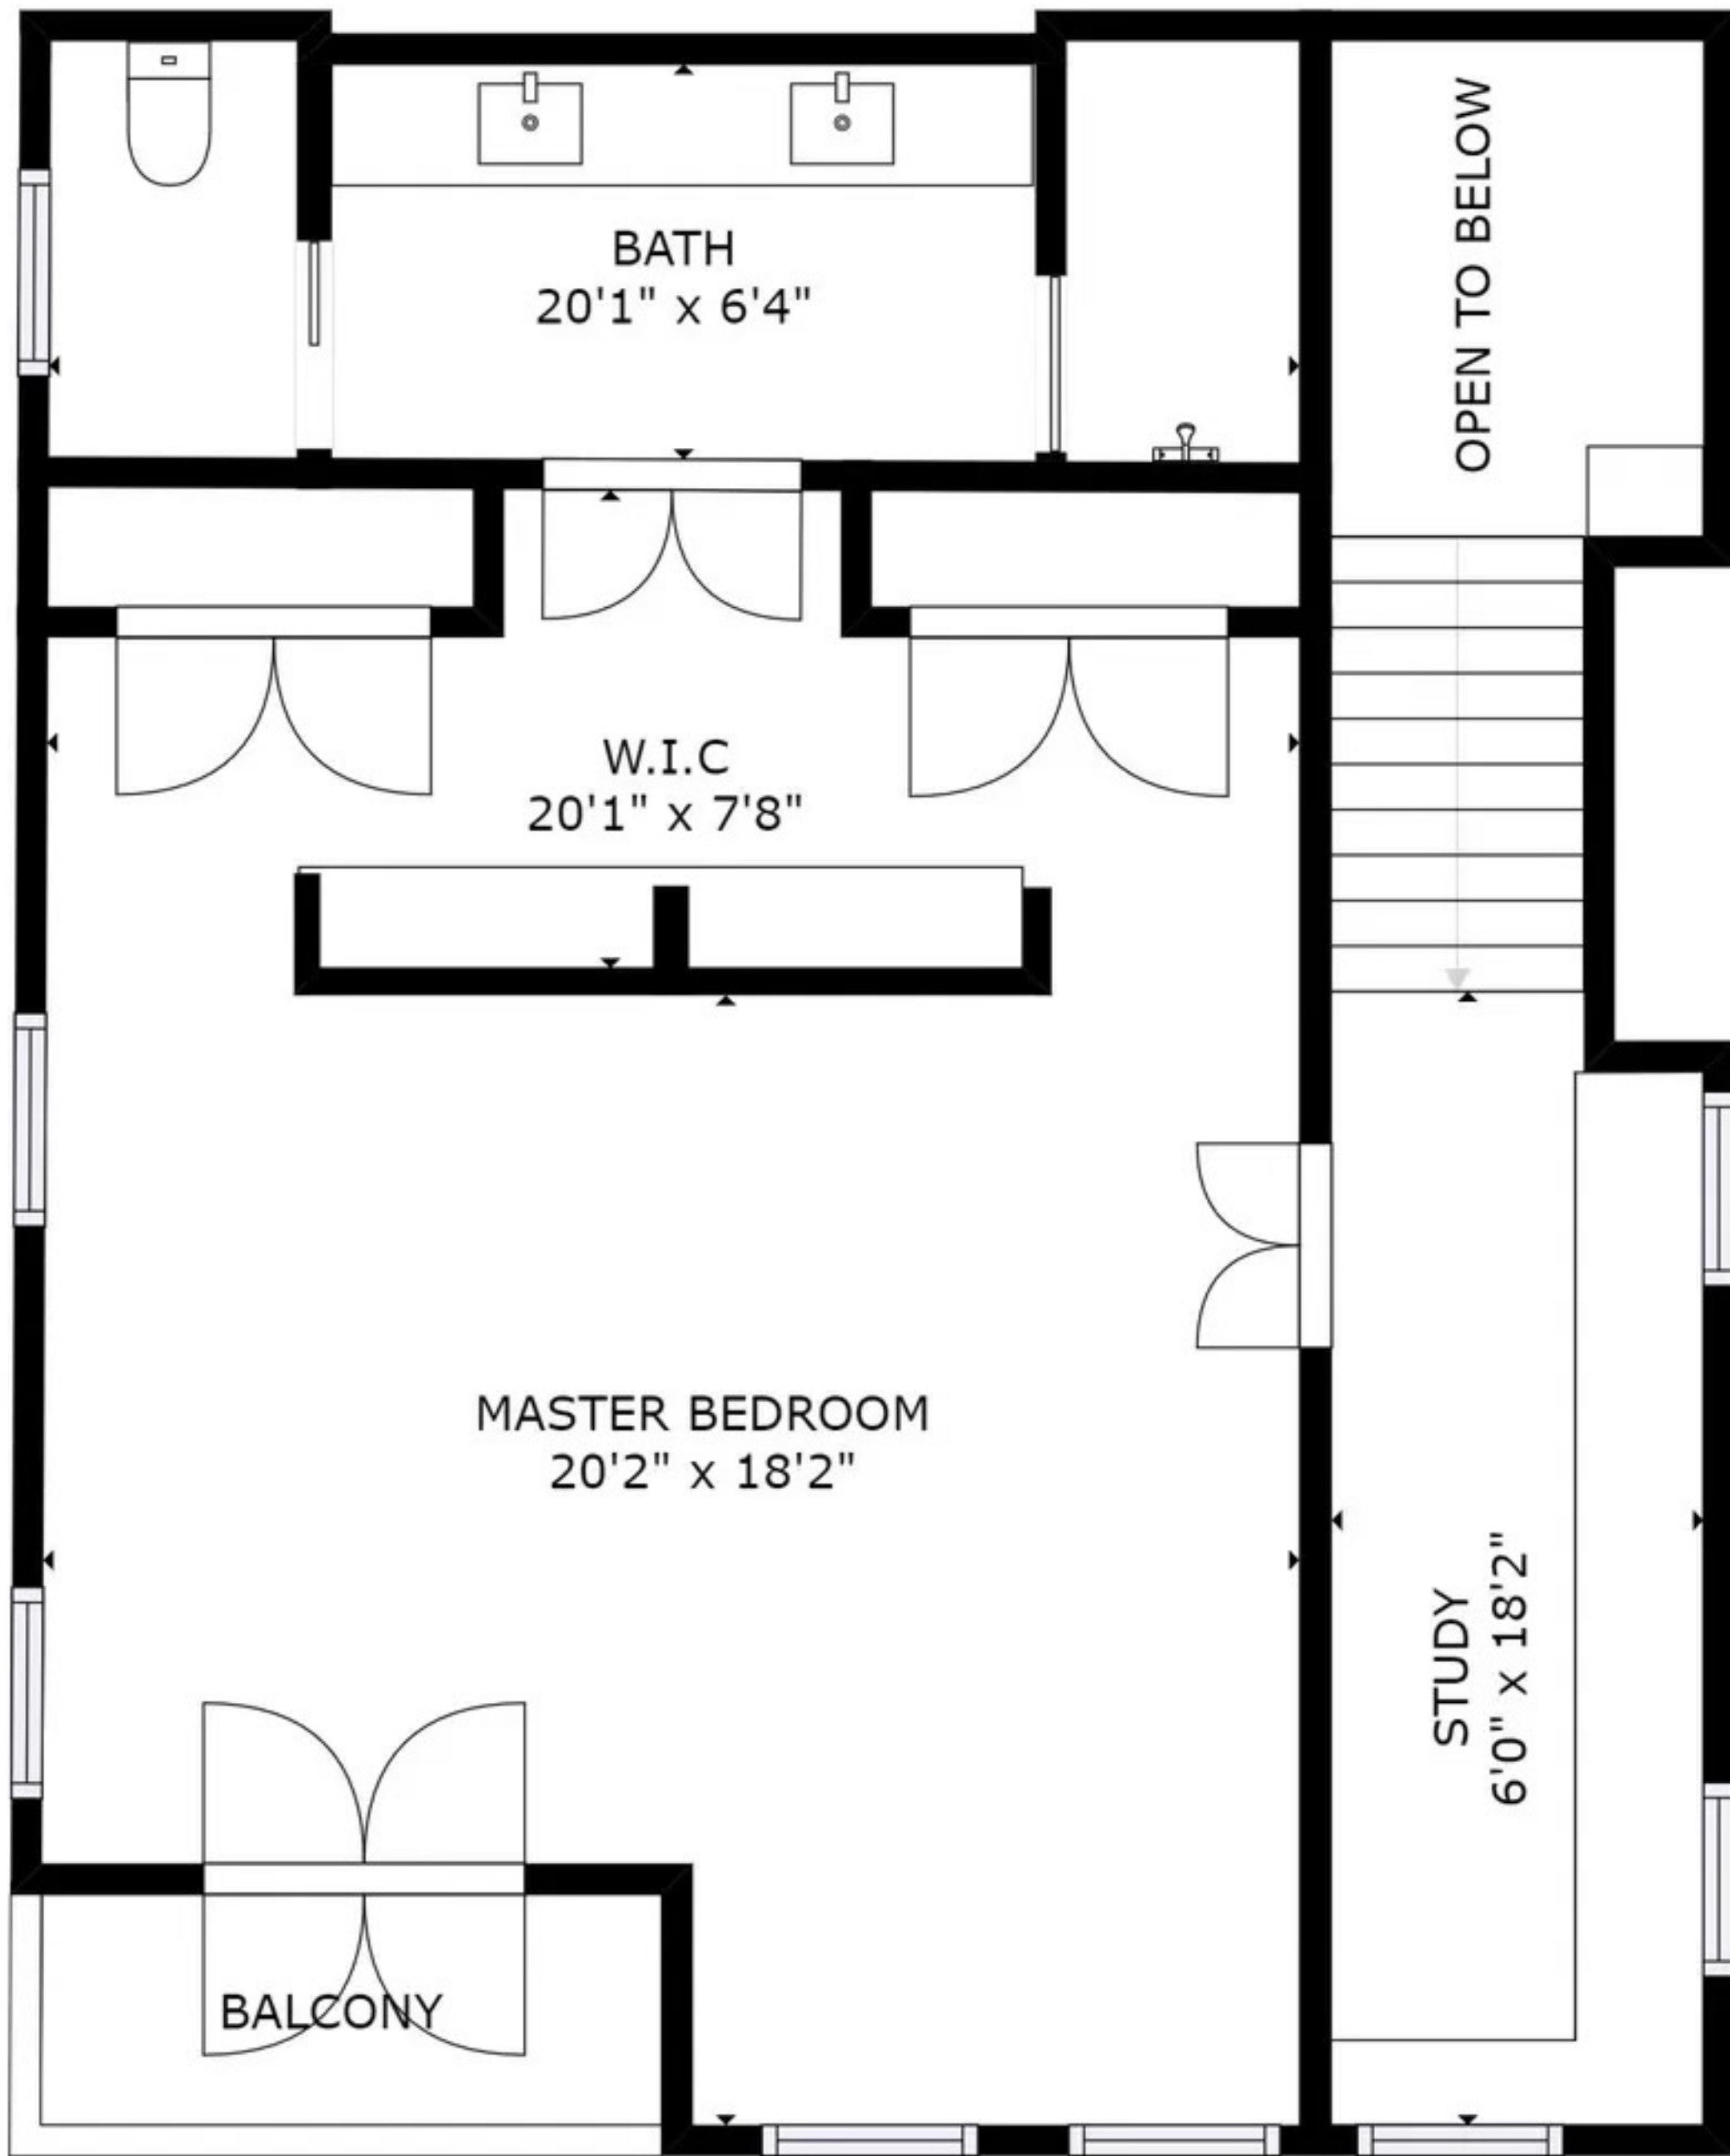 BATH
20'1" x 6'4"
OPEN TO BELOW
W.I.C
20'1" x 7'8"
MASTER BEDROOM
20'2" x 18'2"
STUDY
6'0" x 18'2"
BALCONY